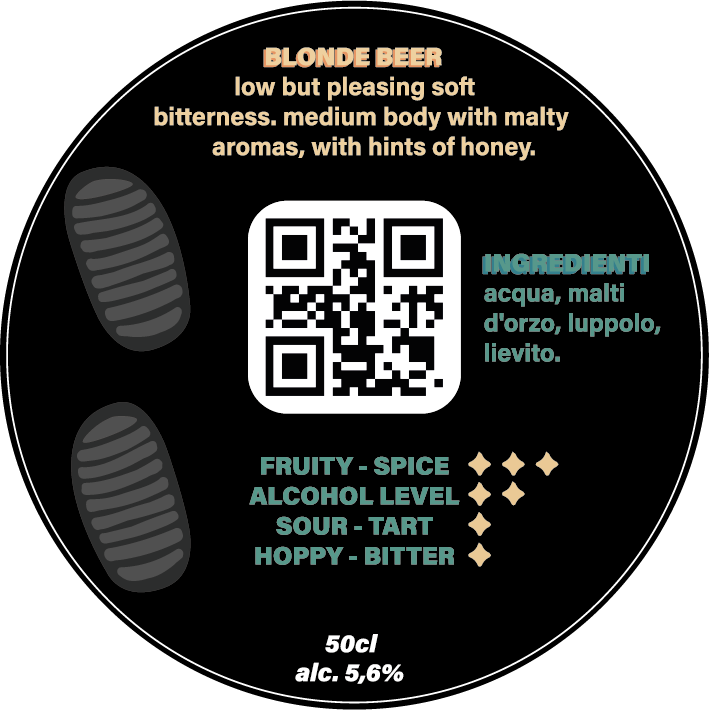 BLONDE BEER
low but pleasing soft
bitterness. medium body with malty
aromas, with hints of honey.
INGREDIENTI
acqua, malti
d'orzo, luppolo,
lievito.
FRUITY - SPICE
ALCOHOL LEVEL
SOUR - TART
HOPPY - BITTER
50cl
alc. 5,6%